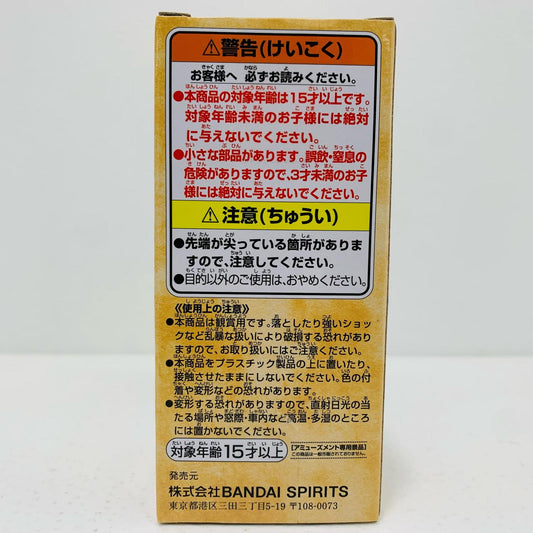 ⚠警告(けいこく)
お客様へ 必ずお読みください。
●本商品の対象年齢は15才以上です。
対象年齢未満のお子様には絶対
に与えないでください。
●小さな部品があります。誤飲・窒息の
危険がありますので、3才未満のお子
様には絶対に与えないでください。
⚠注意(ちゅうい)
●先端が尖っている箇所がありま
すので、注意してください。
●目的以外のご使用は、おやめください。
《使用上の注意》
●本商品は観賞用です。落としたり強いショッ
クなど乱暴な扱いにより破損する恐れがあり
ますので、お取り扱いにはご注意ください。
●本商品をプラスチック製品の上に置いたり、
接触させたままにしないでください。色の付
着や変形などの恐れがあります。
●変形する恐れがありますので、直射日光の当
たる場所や窓際・車内など高温・多湿のところ
には置かないでください。
対象年齢15才以上
【アミューズメント専用景品】
この商品は一般市販されておりません。
発売元
株式会社BANDAI SPIRITS
東京都港区三田三丁目5-19 〒108-0073